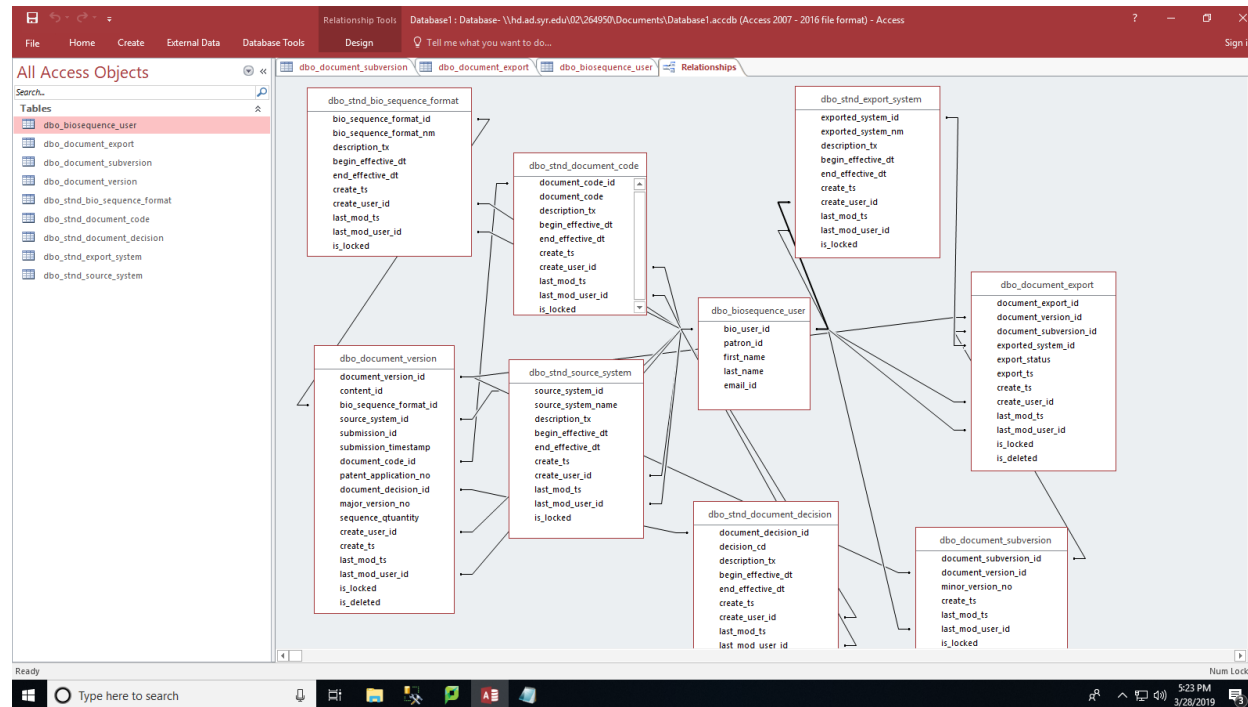 Relationship Tools
Database1 : Database- \\hd.ad.syr.edu\02\264950\Documents\Database1.accdb (Access 2007 - 2016 file format) - Access
?
File Home Create External Data Database Tools Design Tell me what you want to do... Sign i
All Access Objects
Search...
Tables
dbo_biosequence_user
dbo_document_export
dbo_document_subversion
dbo_document_version
dbo_stnd_bio_sequence_format
dbo_stnd_document_code
dbo_stnd_document_decision
dbo_stnd_export_system
dbo_stnd_source_system
dbo_document_subversion dbo_document_export dbo_biosequence_user Relationships
dbo_stnd_bio_sequence_format
bio_sequence_format_id
bio_sequence_format_nm
description_tx
begin_effective_dt
end_effective_dt
create_ts
create_user_id
last_mod_ts
last_mod_user_id
is_locked
dbo_stnd_document_code
document_code_id
document_code
description_tx
begin_effective_dt
end_effective_dt
create_ts
create_user_id
last_mod_ts
last_mod_user_id
is_locked
dbo_stnd_export_system
exported_system_id
exported_system_nm
description_tx
begin_effective_dt
end_effective_dt
create_ts
create_user_id
last_mod_ts
last_mod_user_id
is_locked
dbo_biosequence_user
bio_user_id
patron_id
first_name
last_name
email_id
dbo_document_export
document_export_id
document_version_id
document_subversion_id
exported_system_id
export_status
export_ts
create_ts
create_user_id
last_mod_ts
last_mod_user_id
is_locked
is_deleted
dbo_document_version
document_version_id
content_id
bio_sequence_format_id
source_system_id
submission_id
submission_timestamp
document_code_id
patent_application_no
document_decision_id
major_version_no
sequence_qtuantity
create_user_id
create_ts
last_mod_ts
last_mod_user_id
is_locked
is_deleted
dbo_stnd_source_system
source_system_id
source_system_name
description_tx
begin_effective_dt
end_effective_dt
create_ts
create_user_id
last_mod_ts
last_mod_user_id
is_locked
dbo_stnd_document_decision
document_decision_id
decision_cd
description_tx
begin_effective_dt
end_effective_dt
create_ts
create_user_id
last_mod_ts
last_mod_user_id
dbo_document_subversion
document_subversion_id
document_version_id
minor_version_no
create_ts
last_mod_ts
last_mod_user_id
is_locked
Ready Num Lock
Type here to search
5:23 PM
3/28/2019
3